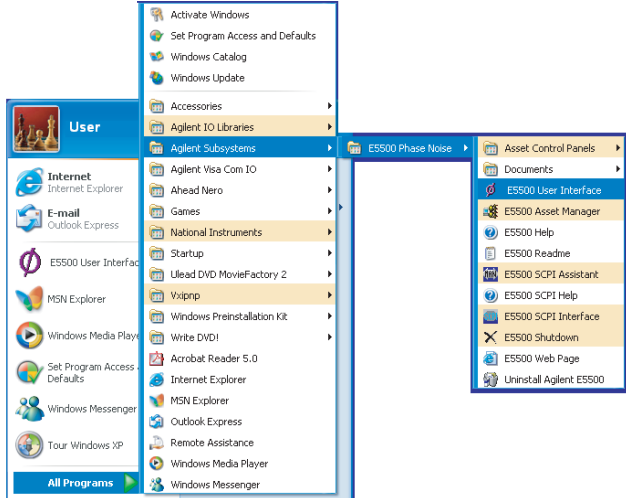 User
Internet
Internet Explorer
E-mail
Outlook Express
E5500 User Interfac
MSN Explorer
Windows Media Playe
Set Program Access
Defaults
Windows Messenger
Tour Windows XP
All Programs
Activate Windows
Set Program Access and Defaults
Windows Catalog
Windows Update
Accessories
Agilent IO Libraries
Agilent Subsystems
Agilent Visa Com IO
Ahead Nero
Games
National Instruments
Startup
Ulead DVD MovieFactory 2
Vxipnp
Windows Preinstallation Kit
Write DVD!
Acrobat Reader 5.0
Internet Explorer
MSN Explorer
Outlook Express
Remote Assistance
Windows Media Player
Windows Messenger
E5500 Phase Noise
Asset Control Panels
Documents
E5500 User Interface
E5500 Asset Manager
E5500 Help
E5500 Readme
E5500 SCPI Assistant
E5500 SCPI Help
E5500 SCPI Interface
E5500 Shutdown
E5500 Web Page
Uninstall Agilent E5500